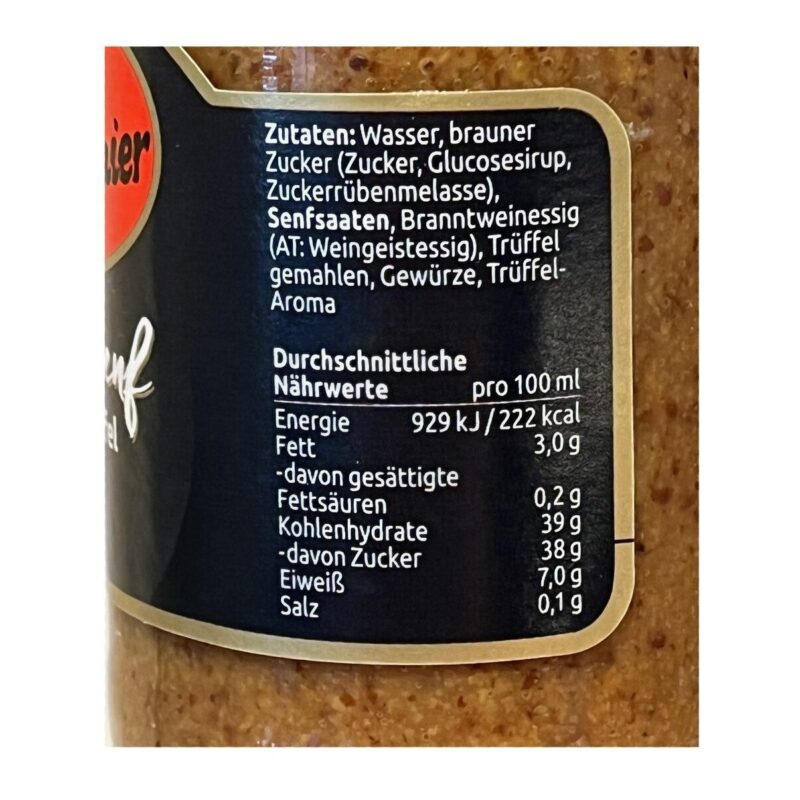 Zutaten: Wasser, brauner
Zucker (Zucker, Glucosesirup,
Zuckerrübenmelasse),
Senfsaaten, Branntweinessig
(AT: Weingeistessig), Trüffel
gemahlen, Gewürze, Trüffel-
Aroma
Durchschnittliche
Nährwerte pro 100 ml
Energie 929 kJ / 222 kcal
Fett 3,0 g
-davon gesättigte
Fettsäuren 0,2 g
Kohlenhydrate 39 g
-davon Zucker 38 g
Eiweiß 7,0 g
Salz 0,1 g